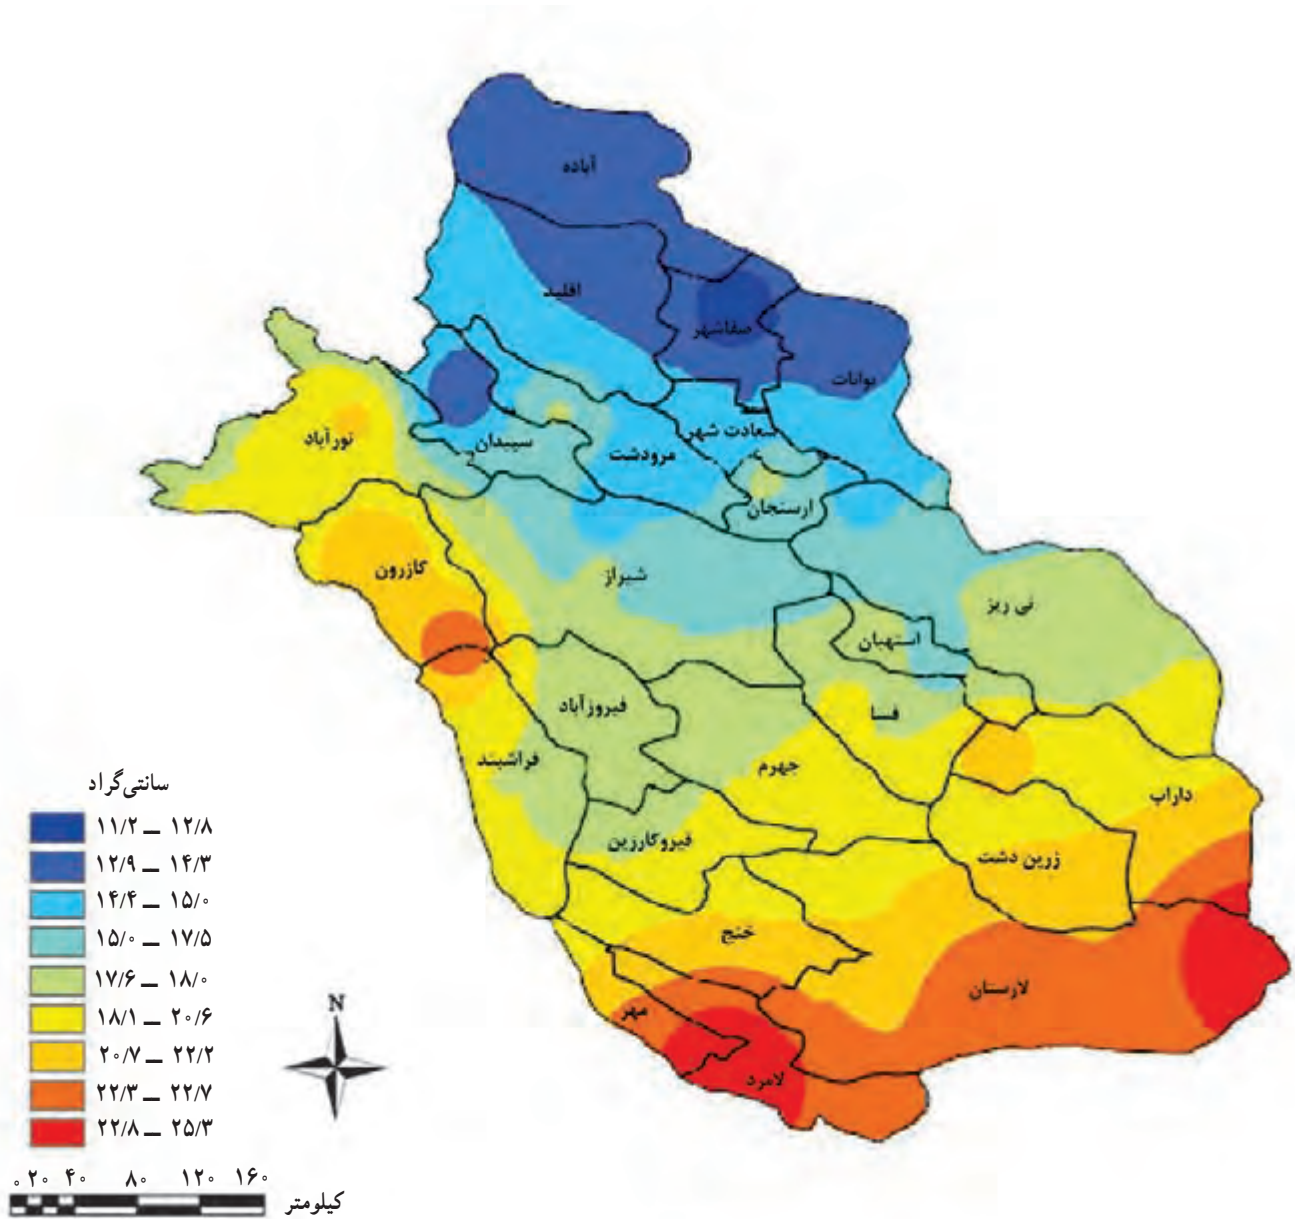 آباده
اقلید
صفاشهر
بوانات
نورآباد
سپیدان
مرودشت
سعادت شهر
ارسنجان
کازرون
شیراز
نی ریز
استهبان
فیروزآباد
فسا
فراشبند
جهرم
داراب
فیروکارزین
زرین دشت
خنج
لارستان
مهر
لامرد
سانتی‌گراد
۱۱/۲ – ۱۲/۸
۱۲/۹ – ۱۴/۳
۱۴/۴ – ۱۵/۰
۱۵/۰ – ۱۷/۵
۱۷/۶ – ۱۸/۰
۱۸/۱ – ۲۰/۶
۲۰/۷ – ۲۲/۲
۲۲/۳ – ۲۲/۷
۲۲/۸ – ۲۵/۳
N
۰ ۲۰ ۴۰ ۸۰ ۱۲۰ ۱۶۰
کیلومتر